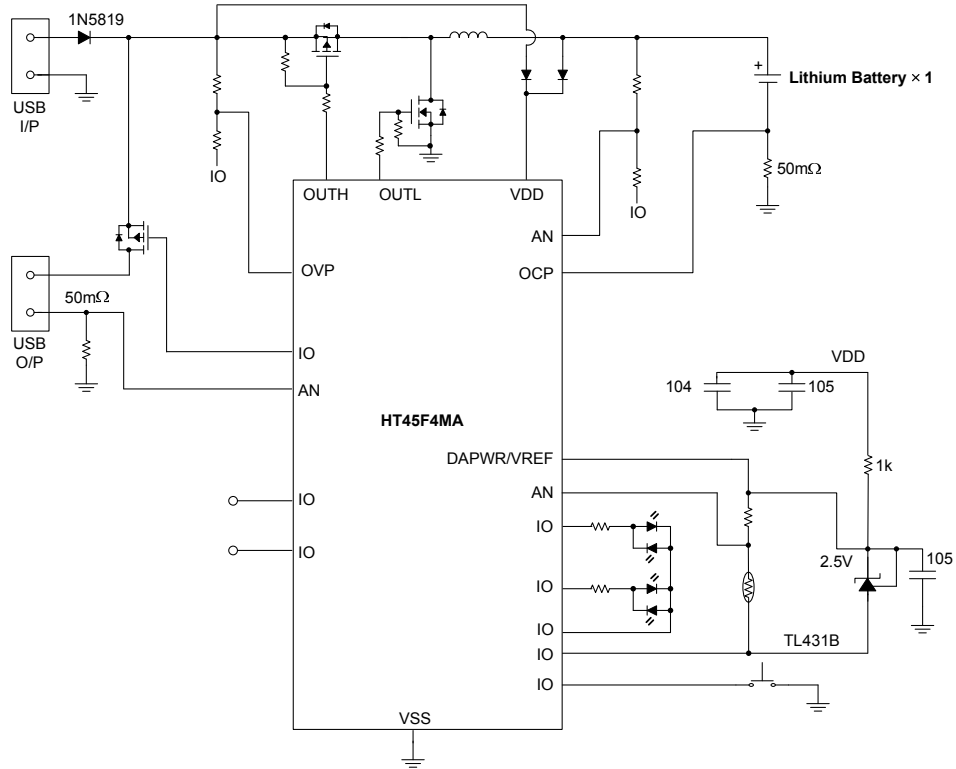 1N5819
USB
I/P
+
Lithium Battery × 1
IO
50mΩ
OUTH
OUTL
VDD
IO
AN
OVP
OCP
50mΩ
USB
O/P
IO
AN
VDD
104
105
HT45F4MA
DAPWR/VREF
1k
AN
IO
IO
IO
2.5V
105
IO
IO
TL431B
IO
IO
VSS